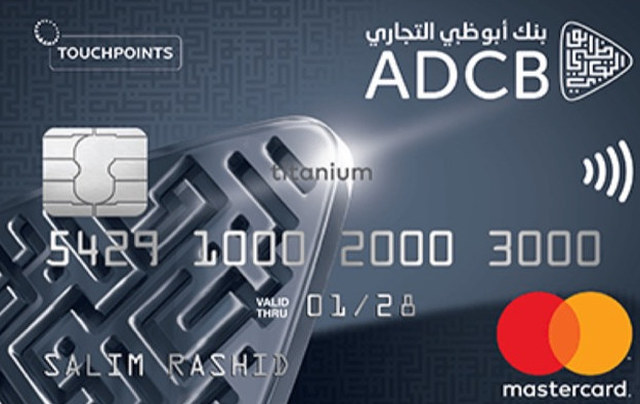 TOUCHPOINTS
بنك أبوظبي التجاري
ADCB
titanium
5429 1000 2000 3000
VALID THRU 01/28
SALIM RASHID
mastercard.